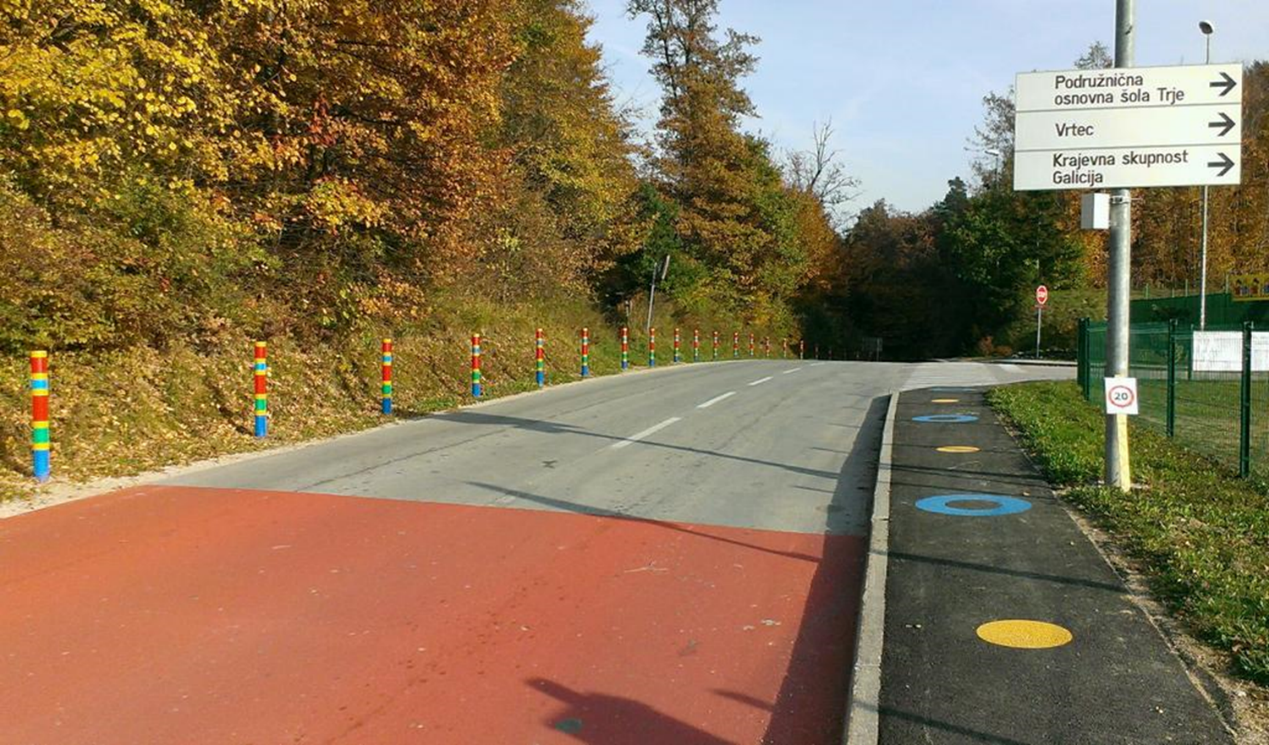 Podružnična
osnovna šola Trje
Vrtec
Krajevna skupnost
Galicija
20